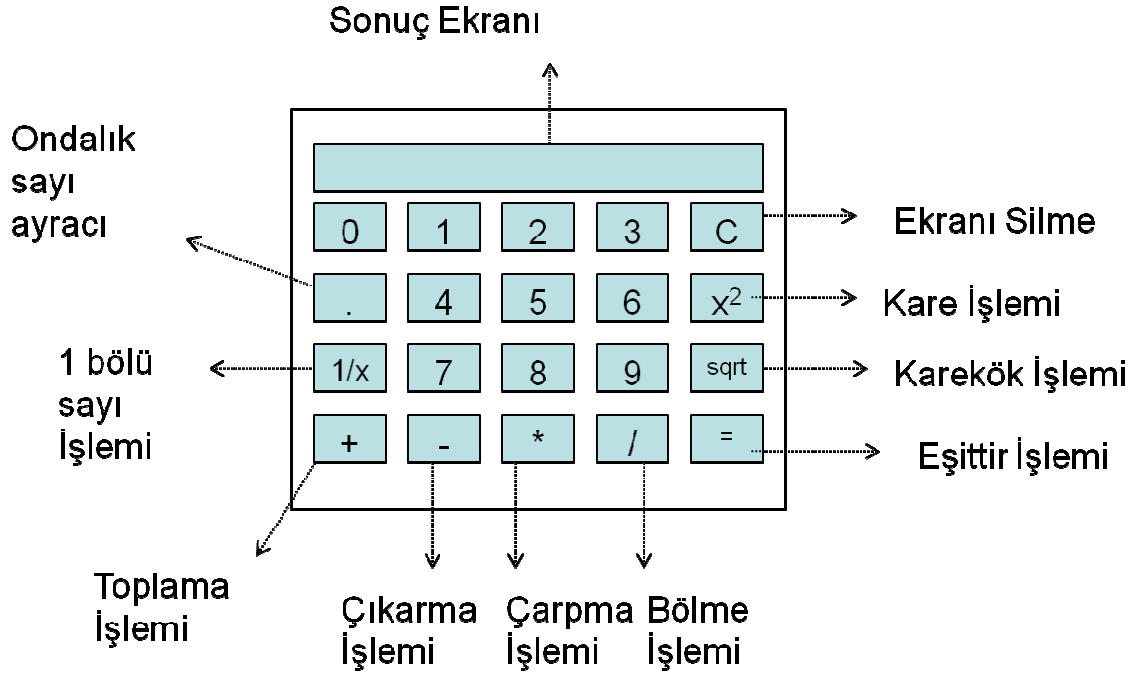 Sonuç Ekranı
Ondalık
sayı
ayracı
0 1 2 3 C
Ekranı Silme
. 4 5 6 x²
Kare İşlemi
1 bölü
sayı
İşlemi
1/x 7 8 9 sqrt
Karekök İşlemi
+ - * / =
Eşittir İşlemi
Toplama
İşlemi
Çıkarma
İşlemi
Çarpma
İşlemi
Bölme
İşlemi